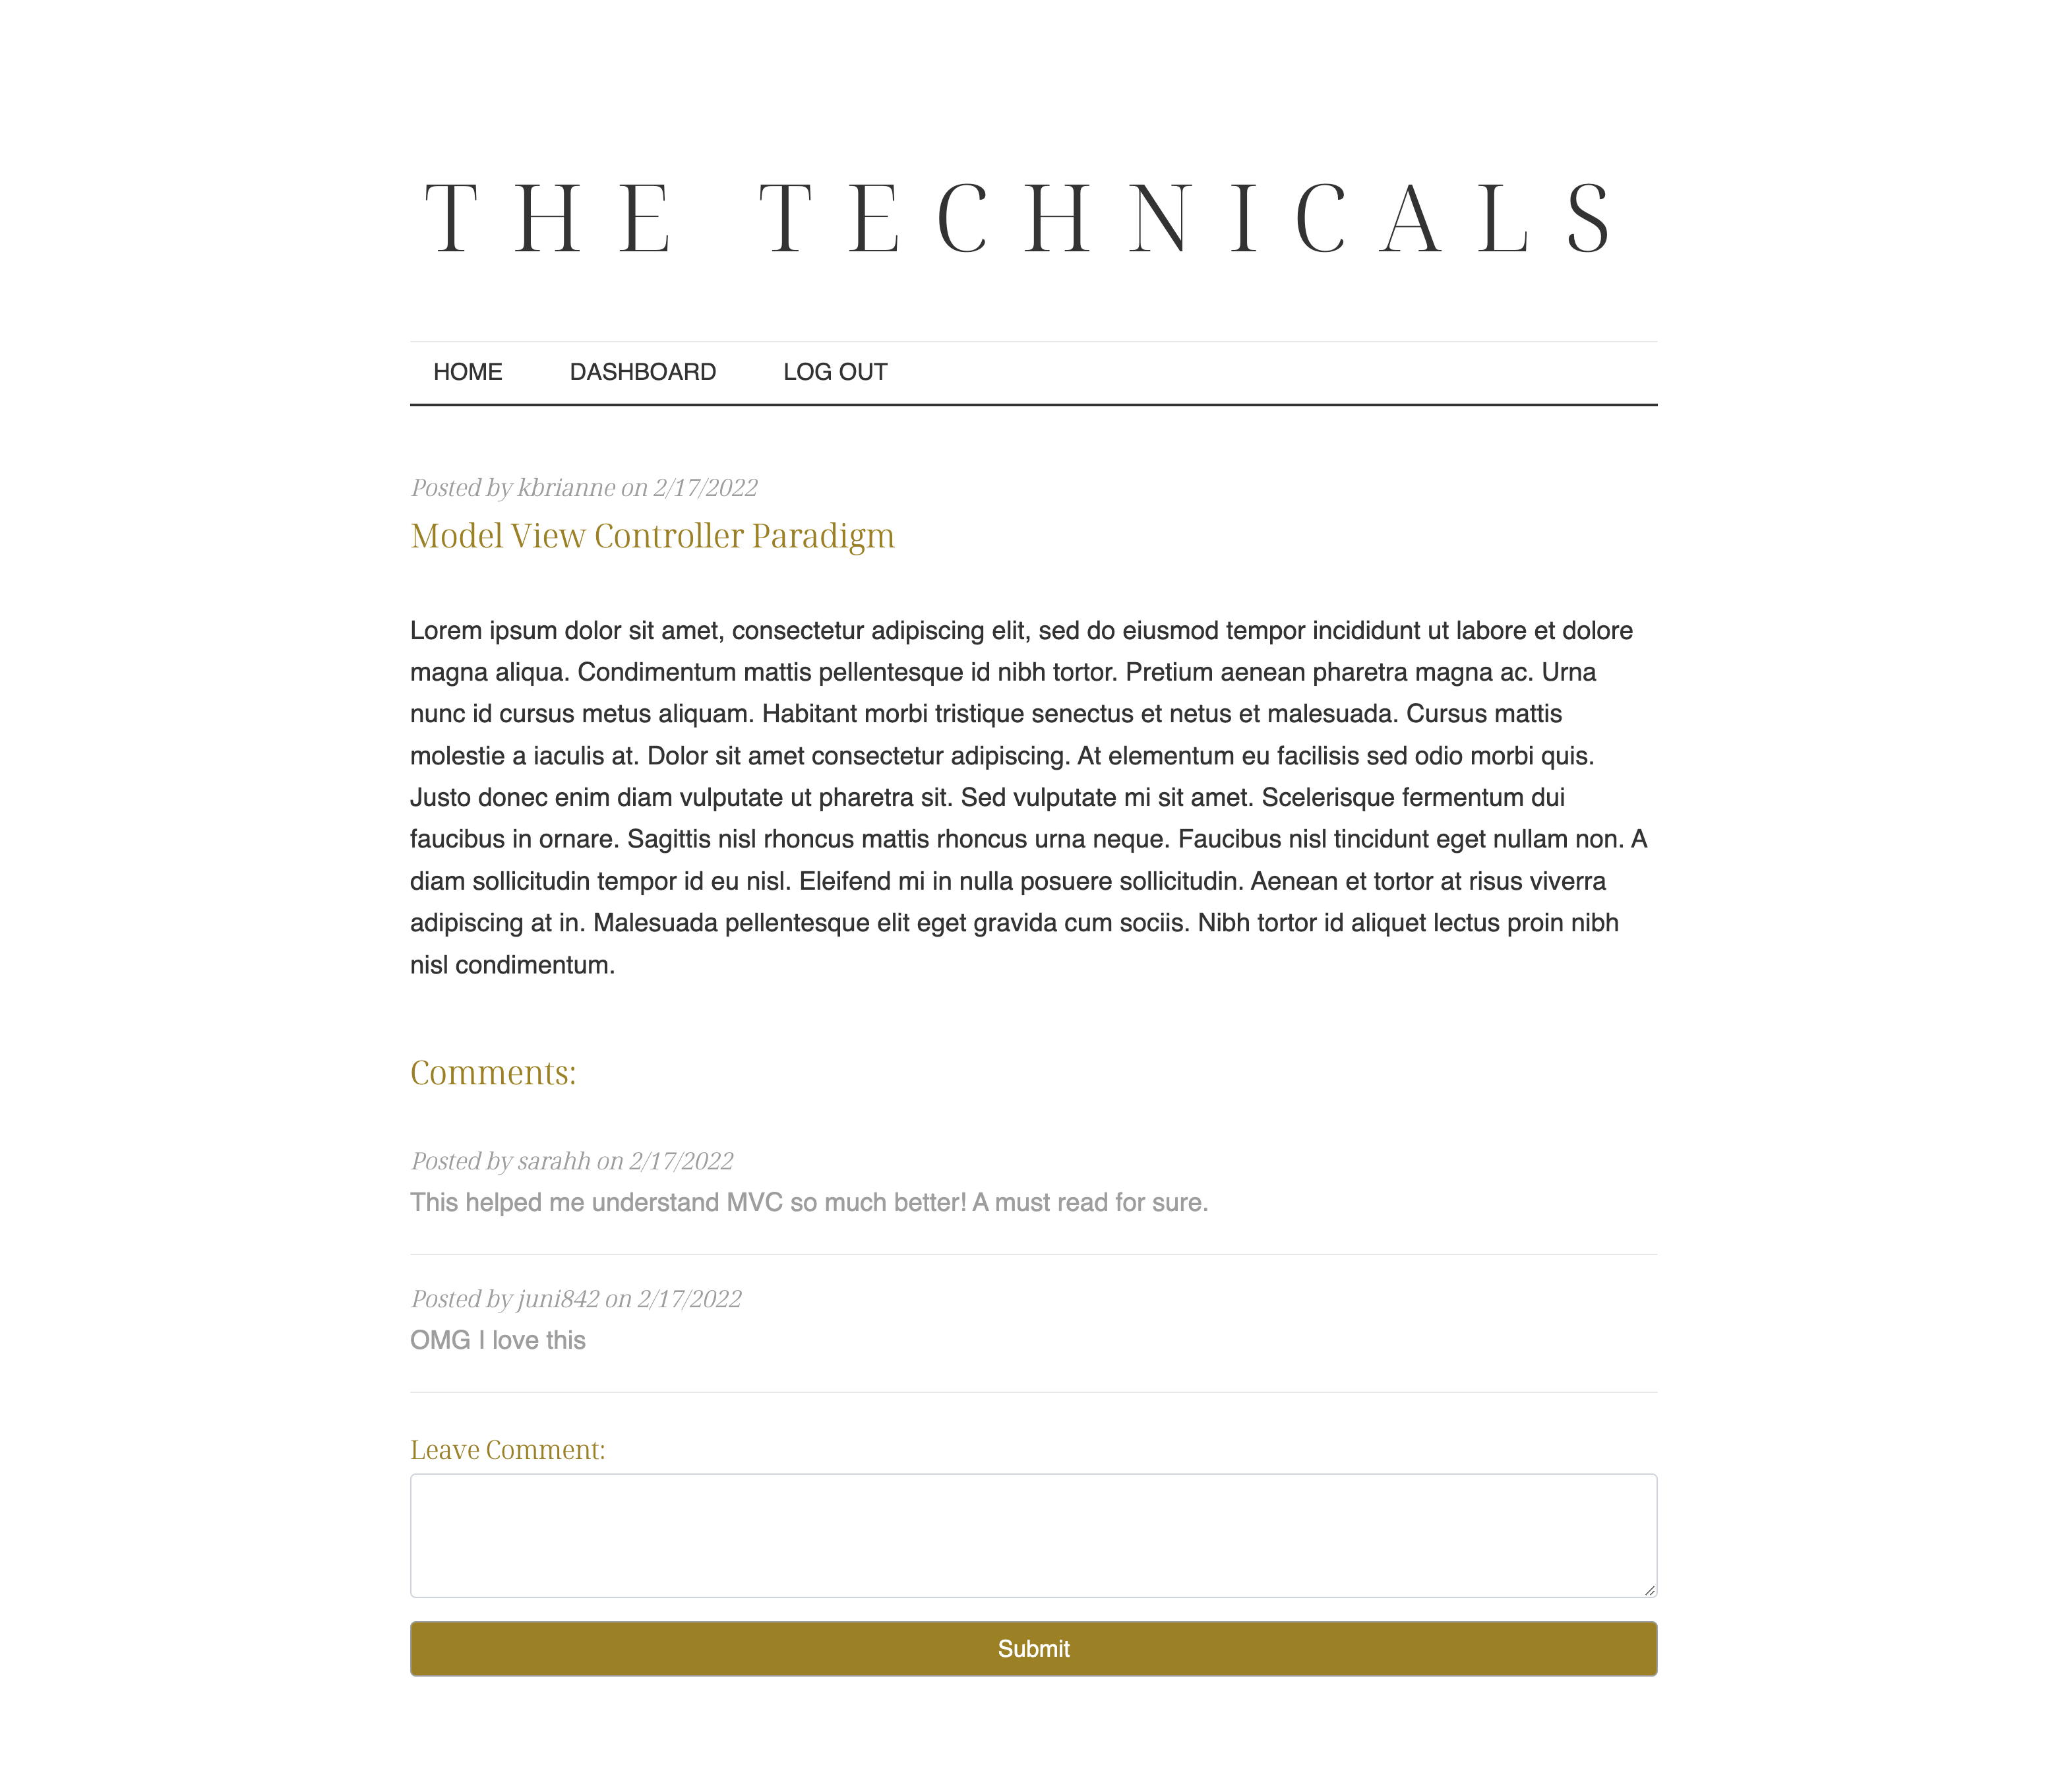 THE TECHNICALS
HOME DASHBOARD LOG OUT
Posted by kbrianne on 2/17/2022
Model View Controller Paradigm
Lorem ipsum dolor sit amet, consectetur adipiscing elit, sed do eiusmod tempor incididunt ut labore et dolore
magna aliqua. Condimentum mattis pellentesque id nibh tortor. Pretium aenean pharetra magna ac. Urna
nunc id cursus metus aliquam. Habitant morbi tristique senectus et netus et malesuada. Cursus mattis
molestie a iaculis at. Dolor sit amet consectetur adipiscing. At elementum eu facilisis sed odio morbi quis.
Justo donec enim diam vulputate ut pharetra sit. Sed vulputate mi sit amet. Scelerisque fermentum dui
faucibus in ornare. Sagittis nisl rhoncus mattis rhoncus urna neque. Faucibus nisl tincidunt eget nullam non. A
diam sollicitudin tempor id eu nisl. Eleifend mi in nulla posuere sollicitudin. Aenean et tortor at risus viverra
adipiscing at in. Malesuada pellentesque elit eget gravida cum sociis. Nibh tortor id aliquet lectus proin nibh
nisl condimentum.
Comments:
Posted by sarahh on 2/17/2022
This helped me understand MVC so much better! A must read for sure.
Posted by juni842 on 2/17/2022
OMG I love this
Leave Comment:
Submit